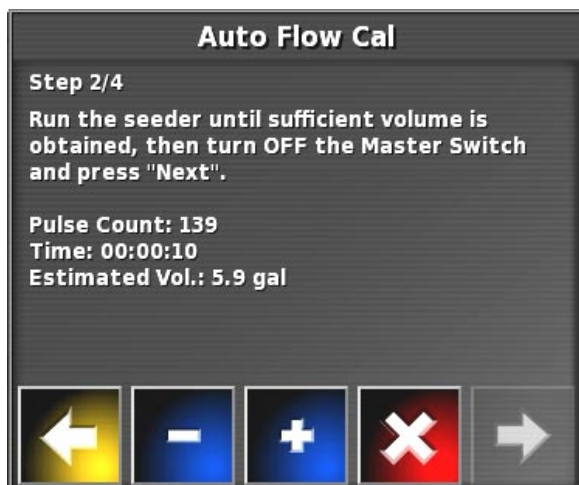 Auto Flow Cal
Step 2/4
Run the seeder until sufficient volume is
obtained, then turn OFF the Master Switch
and press "Next".
Pulse Count: 139
Time: 00:00:10
Estimated Vol.: 5.9 gal